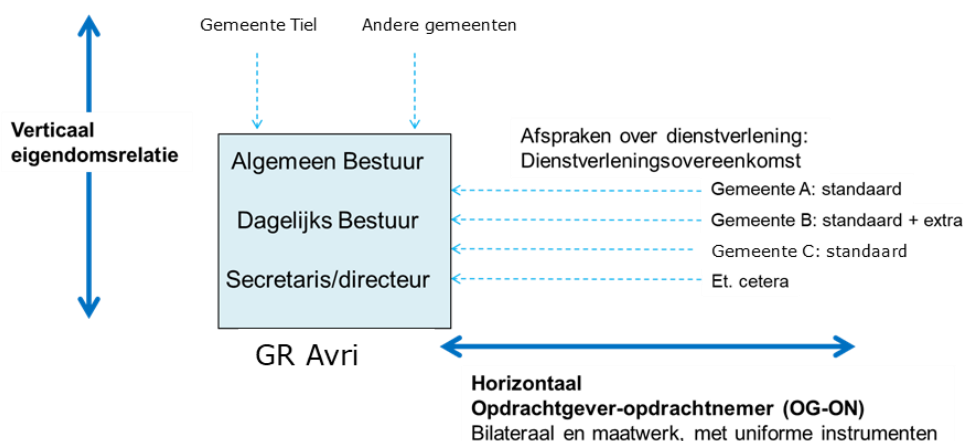 Gemeente Tiel
Andere gemeenten
Verticaal
eigendomsrelatie
Algemeen Bestuur
Dagelijks Bestuur
Secretaris/directeur
GR Avri
Afspraken over dienstverlening:
Dienstverleningsovereenkomst
Gemeente A: standaard
Gemeente B: standaard + extra
Gemeente C: standaard
Et. cetera
Horizontaal
Opdrachtgever-opdrachtnemer (OG-ON)
Bilateraal en maatwerk, met uniforme instrumenten